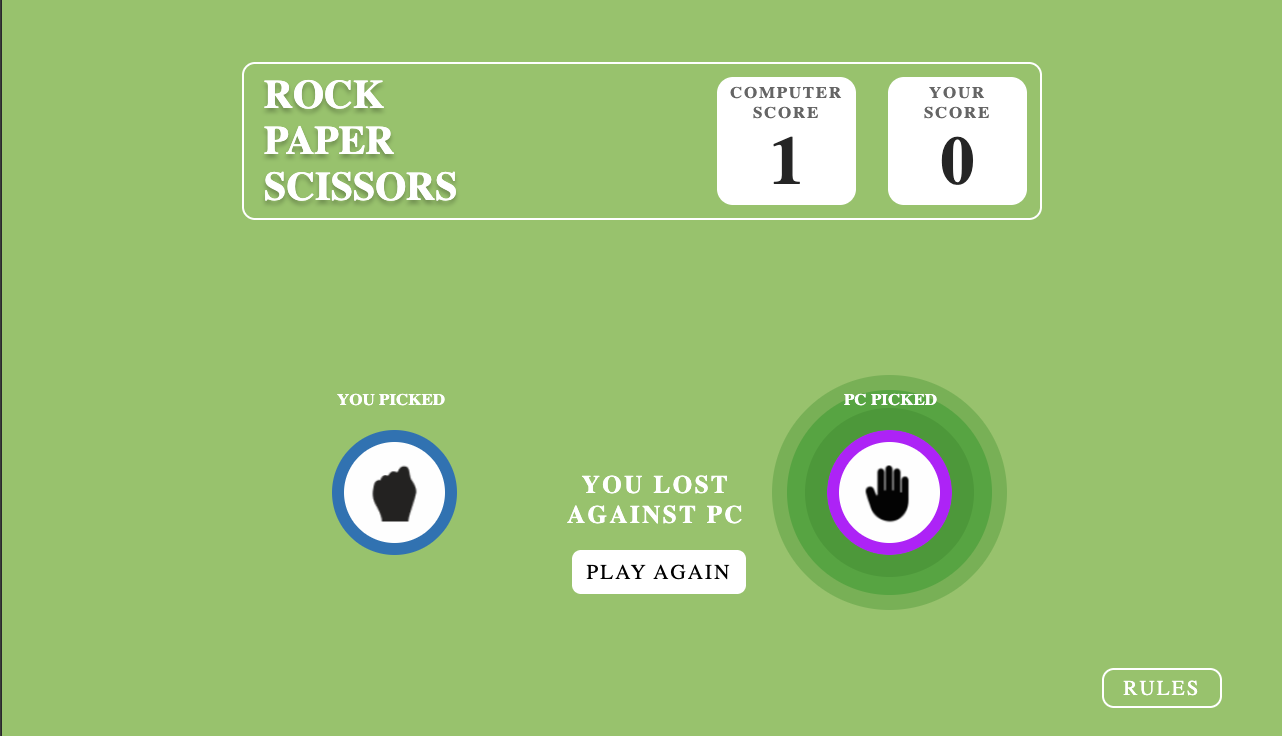 ROCK
PAPER
SCISSORS
COMPUTER
SCORE
1
YOUR
SCORE
0
YOU PICKED
PC PICKED
YOU LOST
AGAINST PC
PLAY AGAIN
RULES